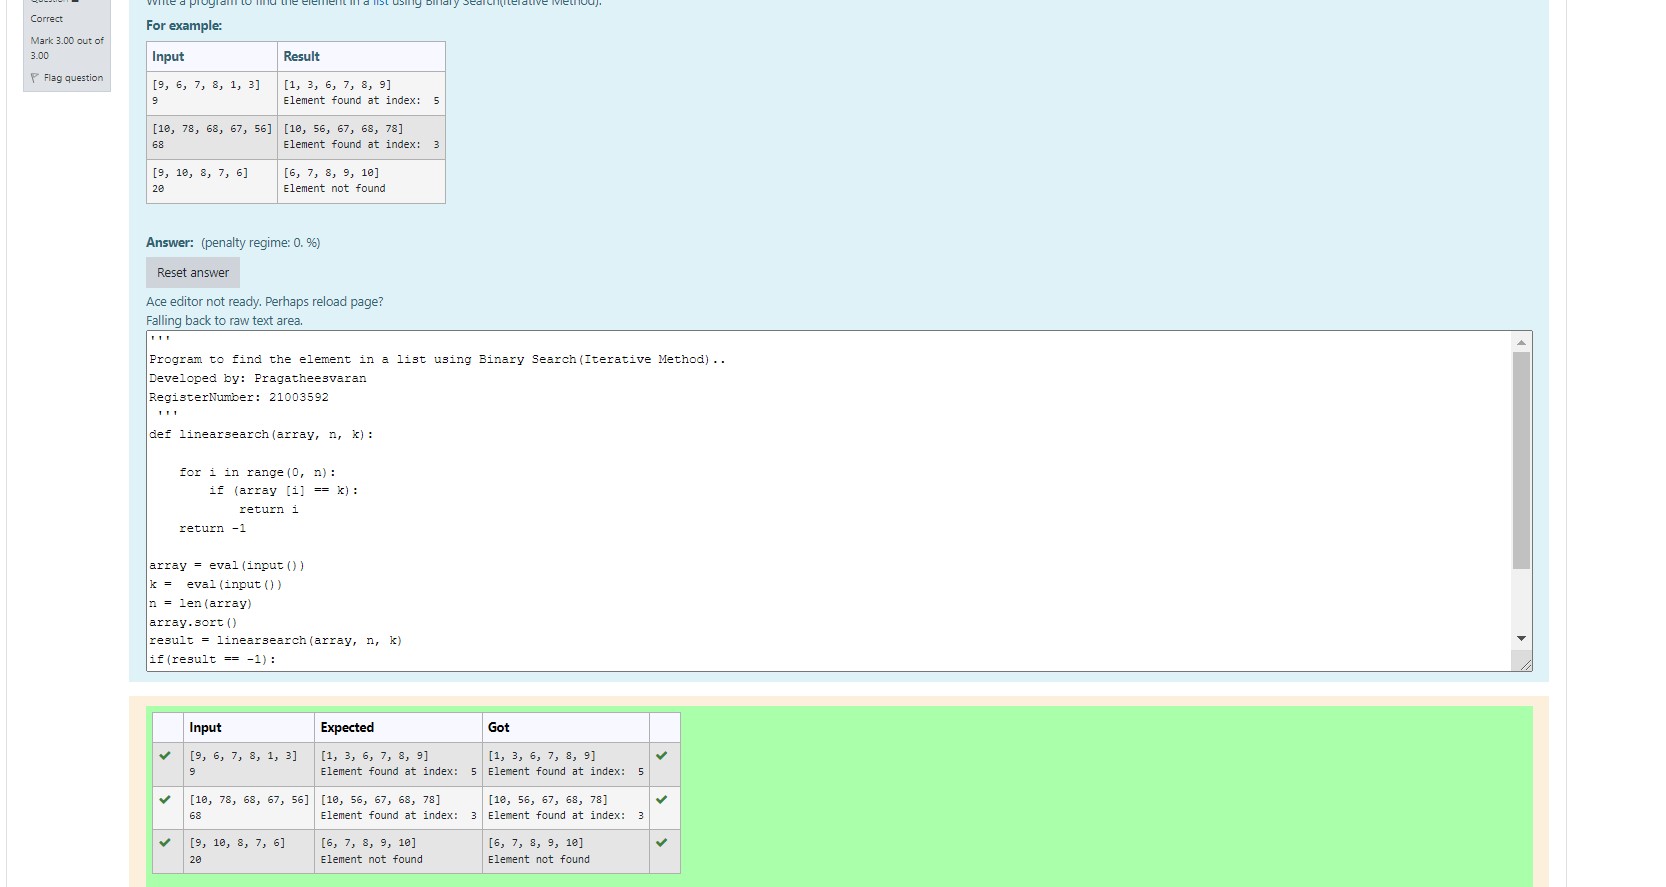 Correct
Mark 3.00 out of
3.00
Flag question
Write a program to find the element in a list using Binary Search(Iterative Method).
For example:
Input Result
[9, 6, 7, 8, 1, 3] [1, 3, 6, 7, 8, 9]
9 Element found at index:  5
[10, 78, 68, 67, 56] [10, 56, 67, 68, 78]
68 Element found at index:  3
[9, 10, 8, 7, 6] [6, 7, 8, 9, 10]
20 Element not found
Answer: (penalty regime: 0. %)
Reset answer
Ace editor not ready. Perhaps reload page?
Falling back to raw text area.
'''
Program to find the element in a list using Binary Search(Iterative Method)..
Developed by: Pragatheesvaran
RegisterNumber: 21003592
'''
def linearsearch(array, n, k):
for i in range(0, n):
if (array [i] == k):
return i
return -1
array = eval(input())
k =  eval(input())
n = len(array)
array.sort()
result = linearsearch(array, n, k)
if(result == -1):
Input Expected Got
[9, 6, 7, 8, 1, 3] [1, 3, 6, 7, 8, 9] [1, 3, 6, 7, 8, 9]
9 Element found at index:  5 Element found at index:  5
[10, 78, 68, 67, 56] [10, 56, 67, 68, 78] [10, 56, 67, 68, 78]
68 Element found at index:  3 Element found at index:  3
[9, 10, 8, 7, 6] [6, 7, 8, 9, 10] [6, 7, 8, 9, 10]
20 Element not found Element not found